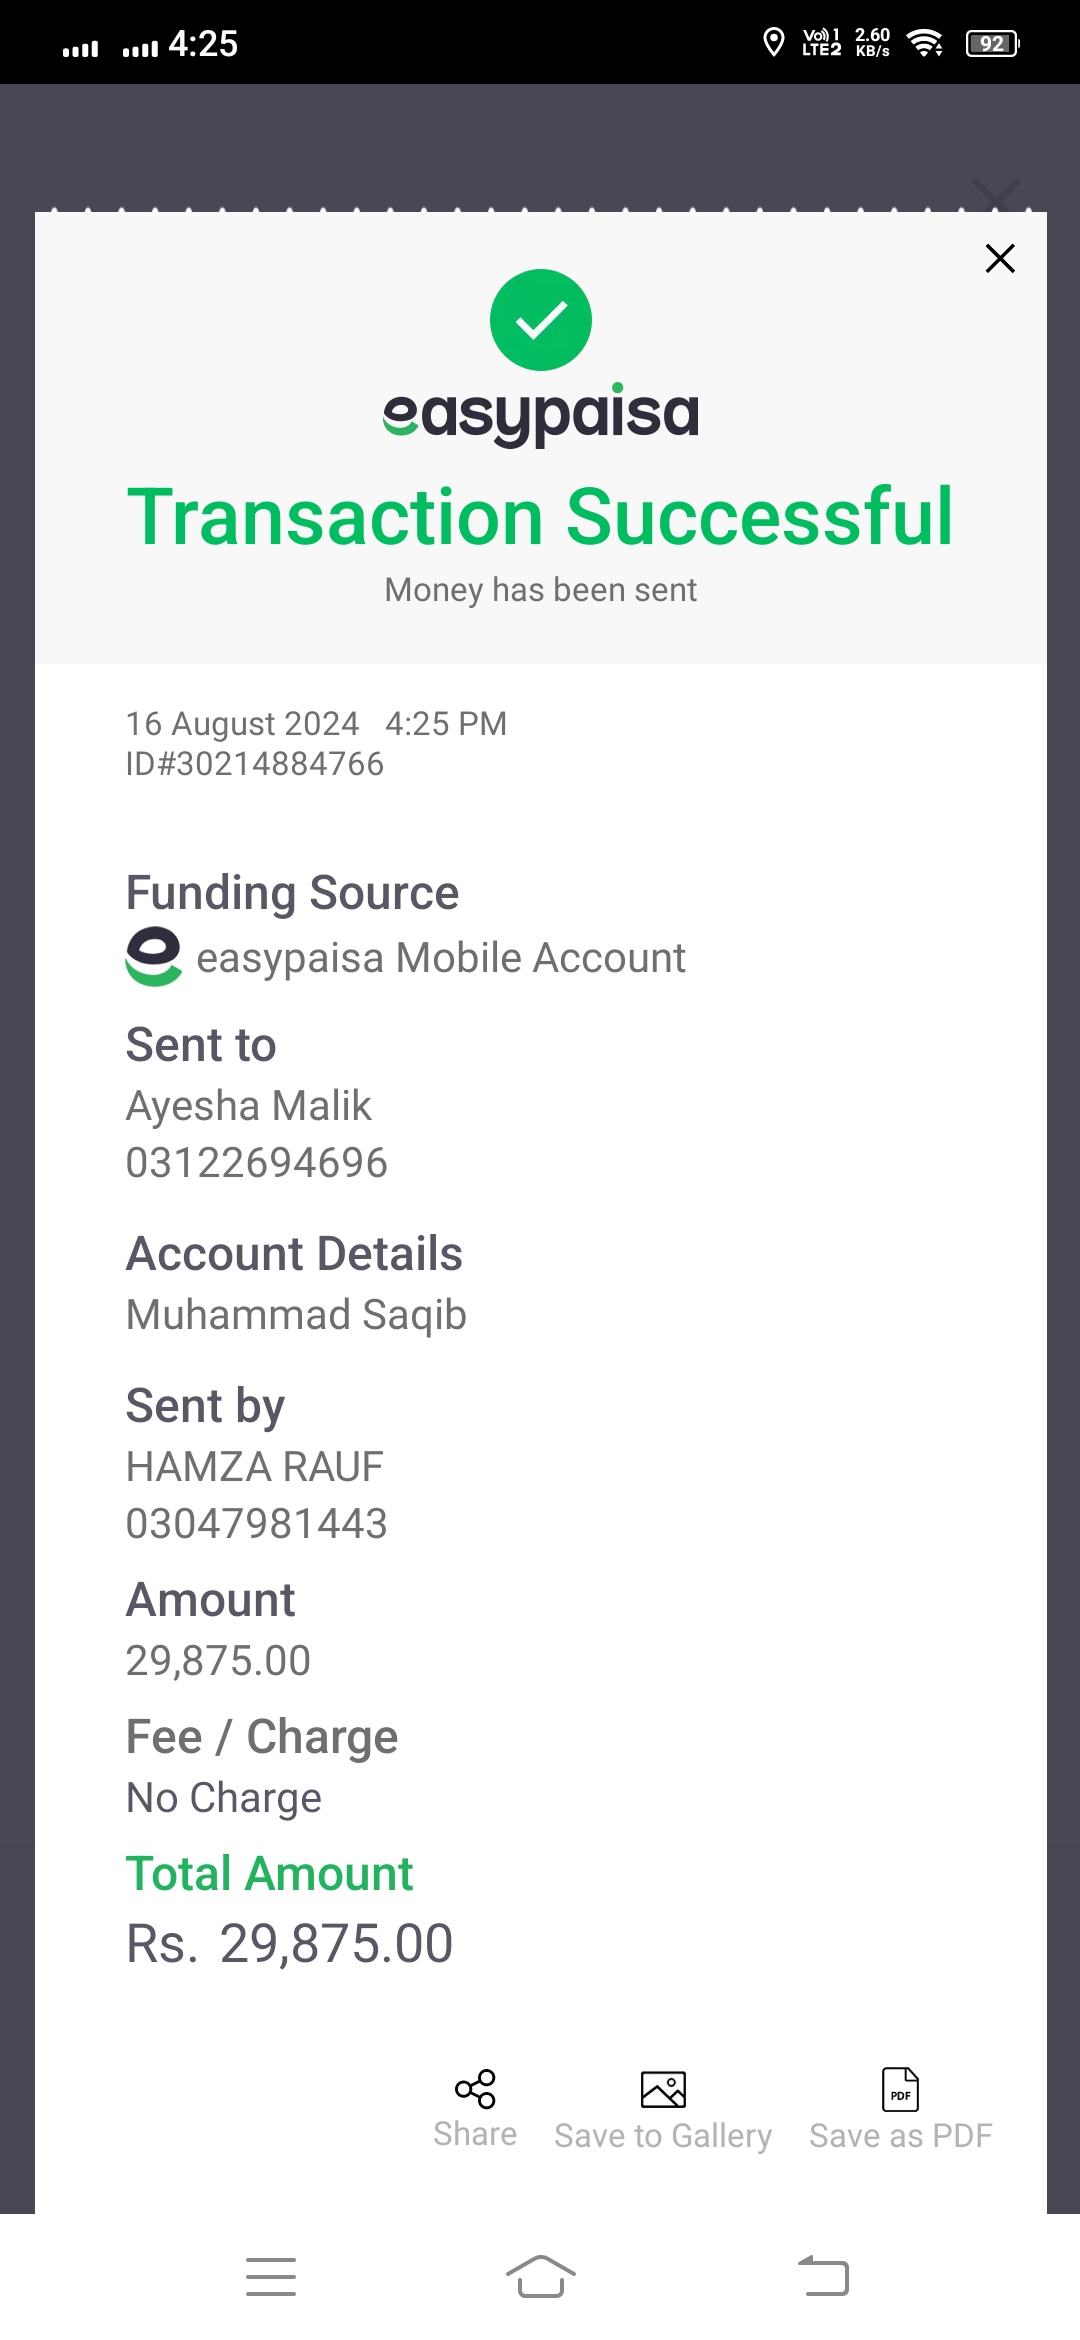 4:25
Vo)) 1
LTE2
2.60
KB/s
92
easypaisa
Transaction Successful
Money has been sent
16 August 2024 4:25 PM
ID#30214884766
Funding Source
easypaisa Mobile Account
Sent to
Ayesha Malik
03122694696
Account Details
Muhammad Saqib
Sent by
HAMZA RAUF
03047981443
Amount
29,875.00
Fee / Charge
No Charge
Total Amount
Rs. 29,875.00
PDF
Share
Save to Gallery
Save as PDF